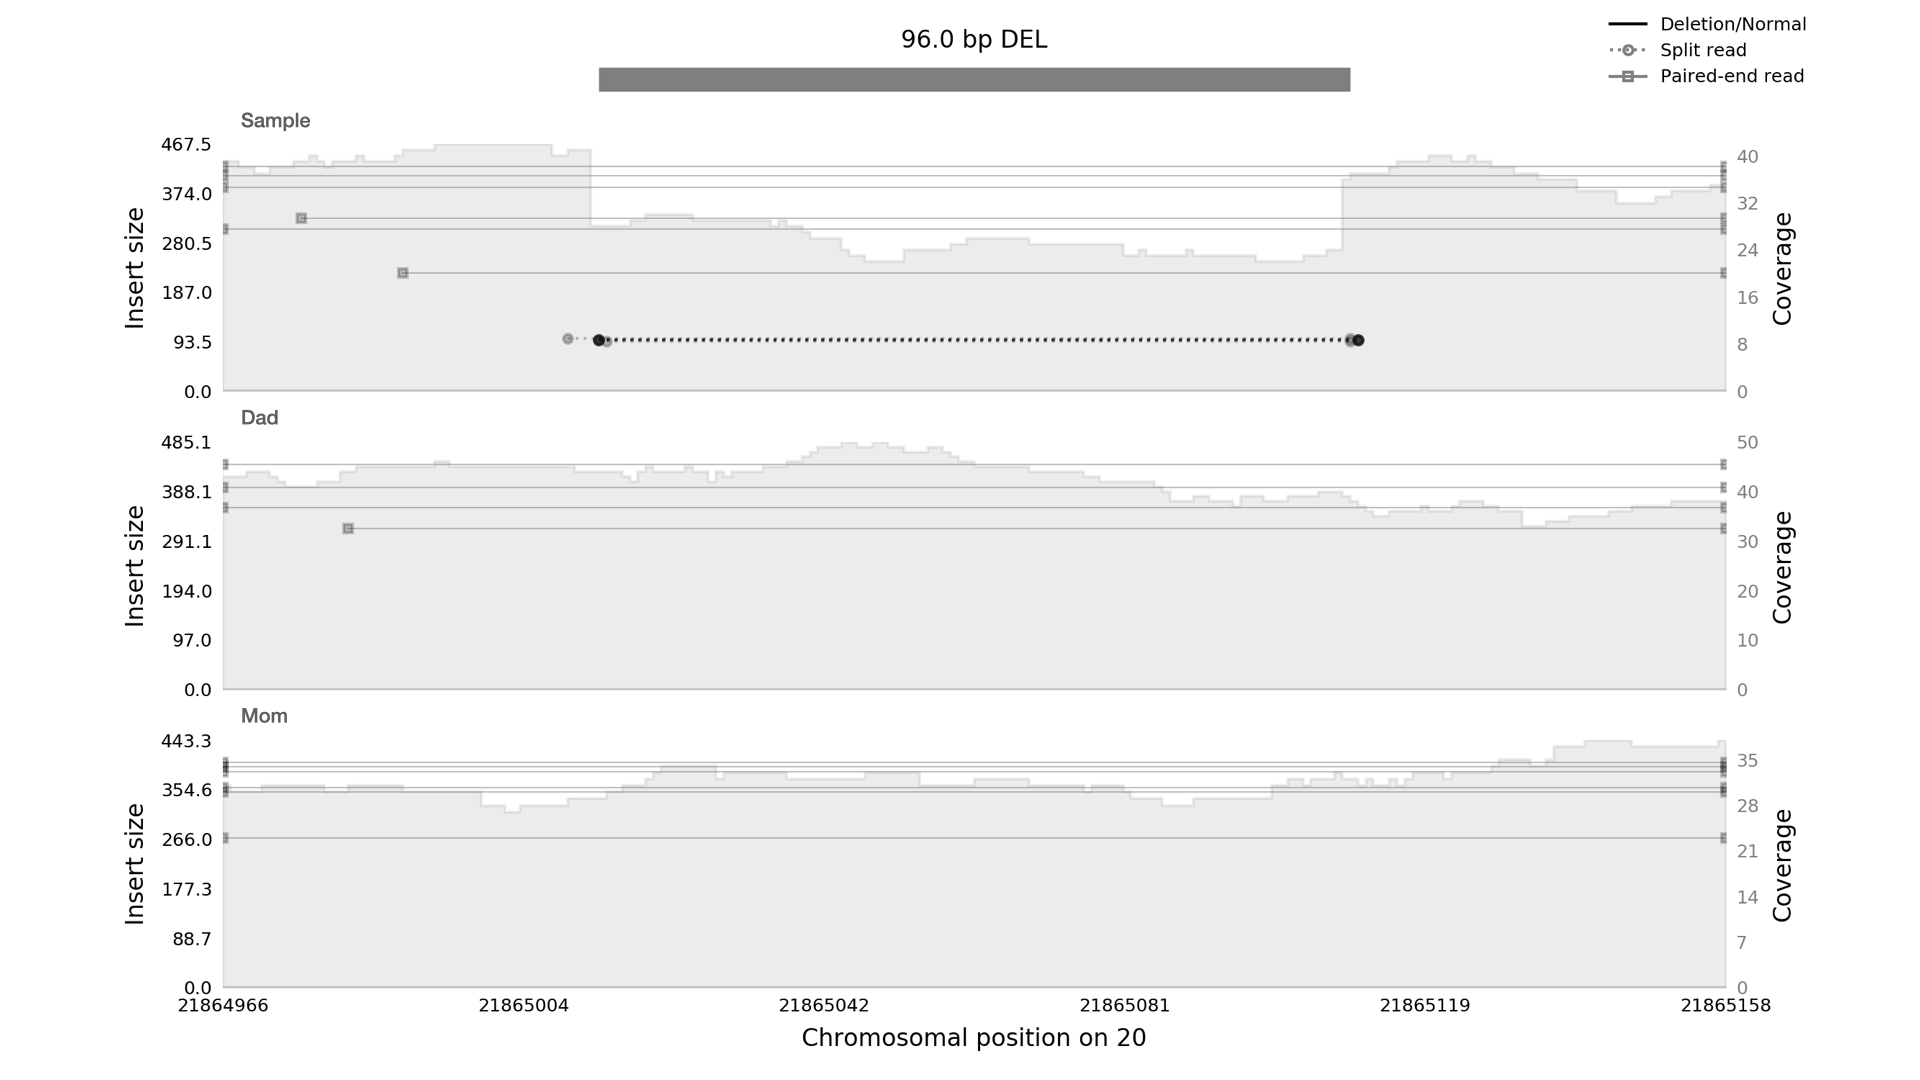 96.0 bp DEL
Deletion/Normal
Split read
Paired-end read
Sample
467.5
374.0
280.5
187.0
93.5
0.0
Insert size
40
32
24
16
8
0
Coverage
Dad
485.1
388.1
291.1
194.0
97.0
0.0
Insert size
50
40
30
20
10
0
Coverage
Mom
443.3
354.6
266.0
177.3
88.7
0.0
Insert size
35
28
21
14
7
0
Coverage
21864966 21865004 21865042 21865081 21865119 21865158
Chromosomal position on 20